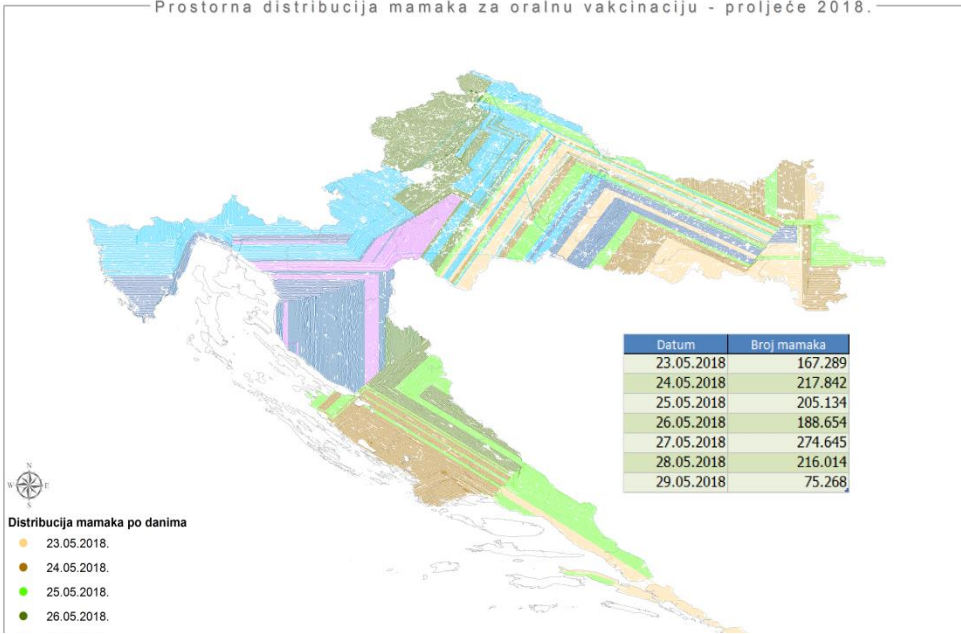 Prostorna distribucija mamaka za oralnu vakcinaciju - proljeće 2018.
Datum Broj mamaka
23.05.2018 167.289
24.05.2018 217.842
25.05.2018 205.134
26.05.2018 188.654
27.05.2018 274.645
28.05.2018 216.014
29.05.2018 75.268
N
W E
S
Distribucija mamaka po danima
23.05.2018.
24.05.2018.
25.05.2018.
26.05.2018.